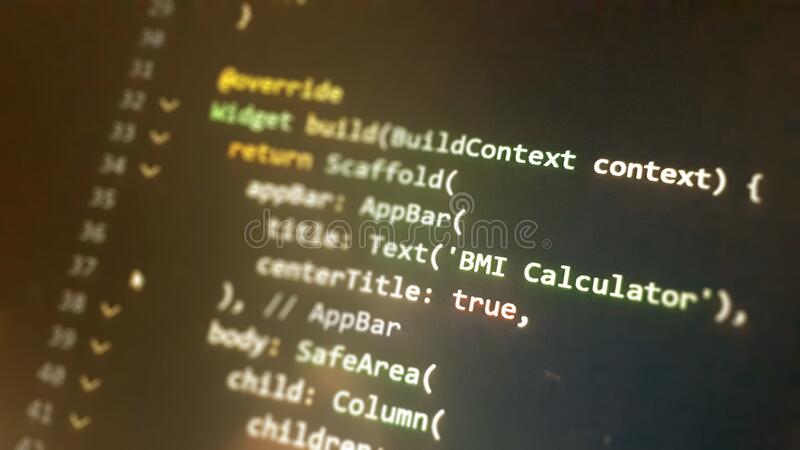 29
30 }
31
@override
32 Widget build(BuildContext context) {
33 return Scaffold(
34 appBar: AppBar(
35 title: Text('BMI Calculator'),
36 centerTitle: true,
37 ), // AppBar
38 body: SafeArea(
39 child: Column(
40 children:
41
dreamstime